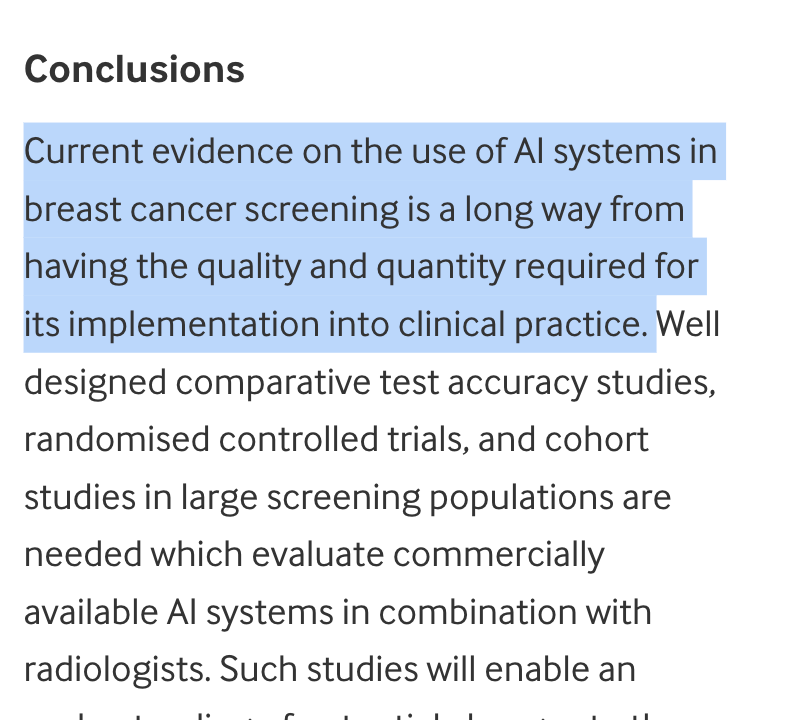 Conclusions
Current evidence on the use of AI systems in
breast cancer screening is a long way from
having the quality and quantity required for
its implementation into clinical practice. Well
designed comparative test accuracy studies,
randomised controlled trials, and cohort
studies in large screening populations are
needed which evaluate commercially
available AI systems in combination with
radiologists. Such studies will enable an